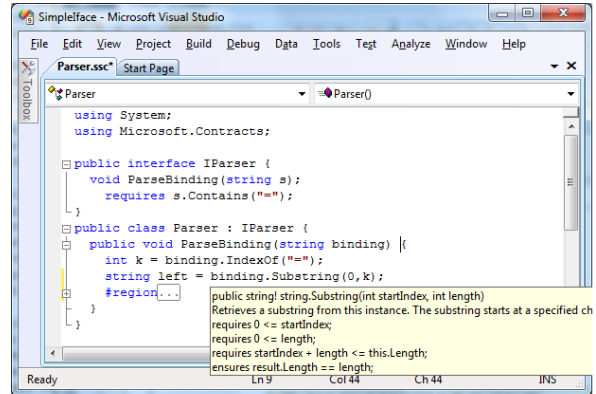 SimpleIface - Microsoft Visual Studio
File Edit View Project Build Debug Data Tools Test Analyze Window Help
Toolbox
Parser.ssc* Start Page
Parser Parser()
using System;
using Microsoft.Contracts;
public interface IParser {
void ParseBinding(string s);
requires s.Contains("=");
}
public class Parser : IParser {
public void ParseBinding(string binding) {
int k = binding.IndexOf("=");
string left = binding.Substring(0,k);
#region...
}
}
public string! string.Substring(int startIndex, int length)
Retrieves a substring from this instance. The substring starts at a specified ch
requires 0 <= startIndex;
requires 0 <= length;
requires startIndex + length <= this.Length;
ensures result.Length == length;
Ready Ln 9 Col 44 Ch 44 INS